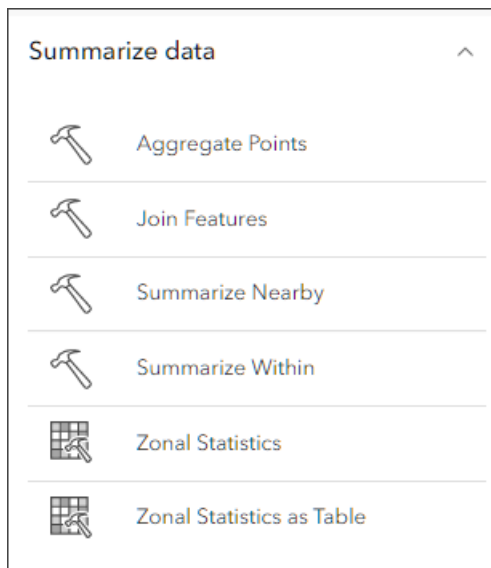 Summarize data
Aggregate Points
Join Features
Summarize Nearby
Summarize Within
Zonal Statistics
Zonal Statistics as Table